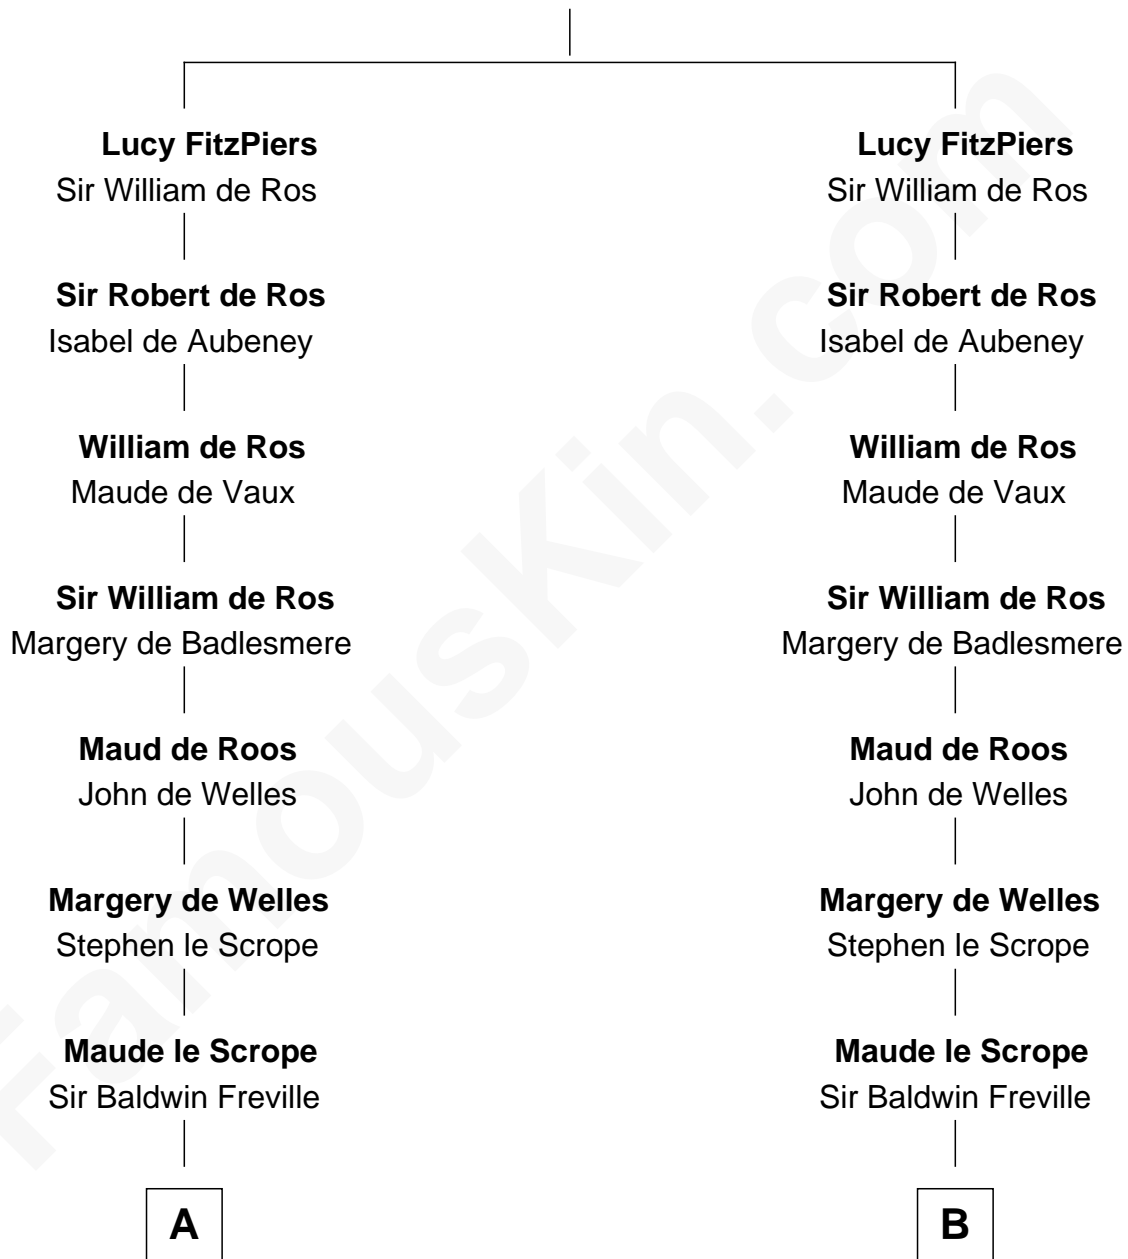 Lucy FitzPiers
Sir William de Ros
Sir Robert de Ros
Isabel de Aubeney
William de Ros
Maude de Vaux
Sir William de Ros
Margery de Badlesmere
Maud de Roos
John de Welles
Margery de Welles
Stephen le Scrope
Maude le Scrope
Sir Baldwin Freville
A
Lucy FitzPiers
Sir William de Ros
Sir Robert de Ros
Isabel de Aubeney
William de Ros
Maude de Vaux
Sir William de Ros
Margery de Badlesmere
Maud de Roos
John de Welles
Margery de Welles
Stephen le Scrope
Maude le Scrope
Sir Baldwin Freville
B
FamousKin.com